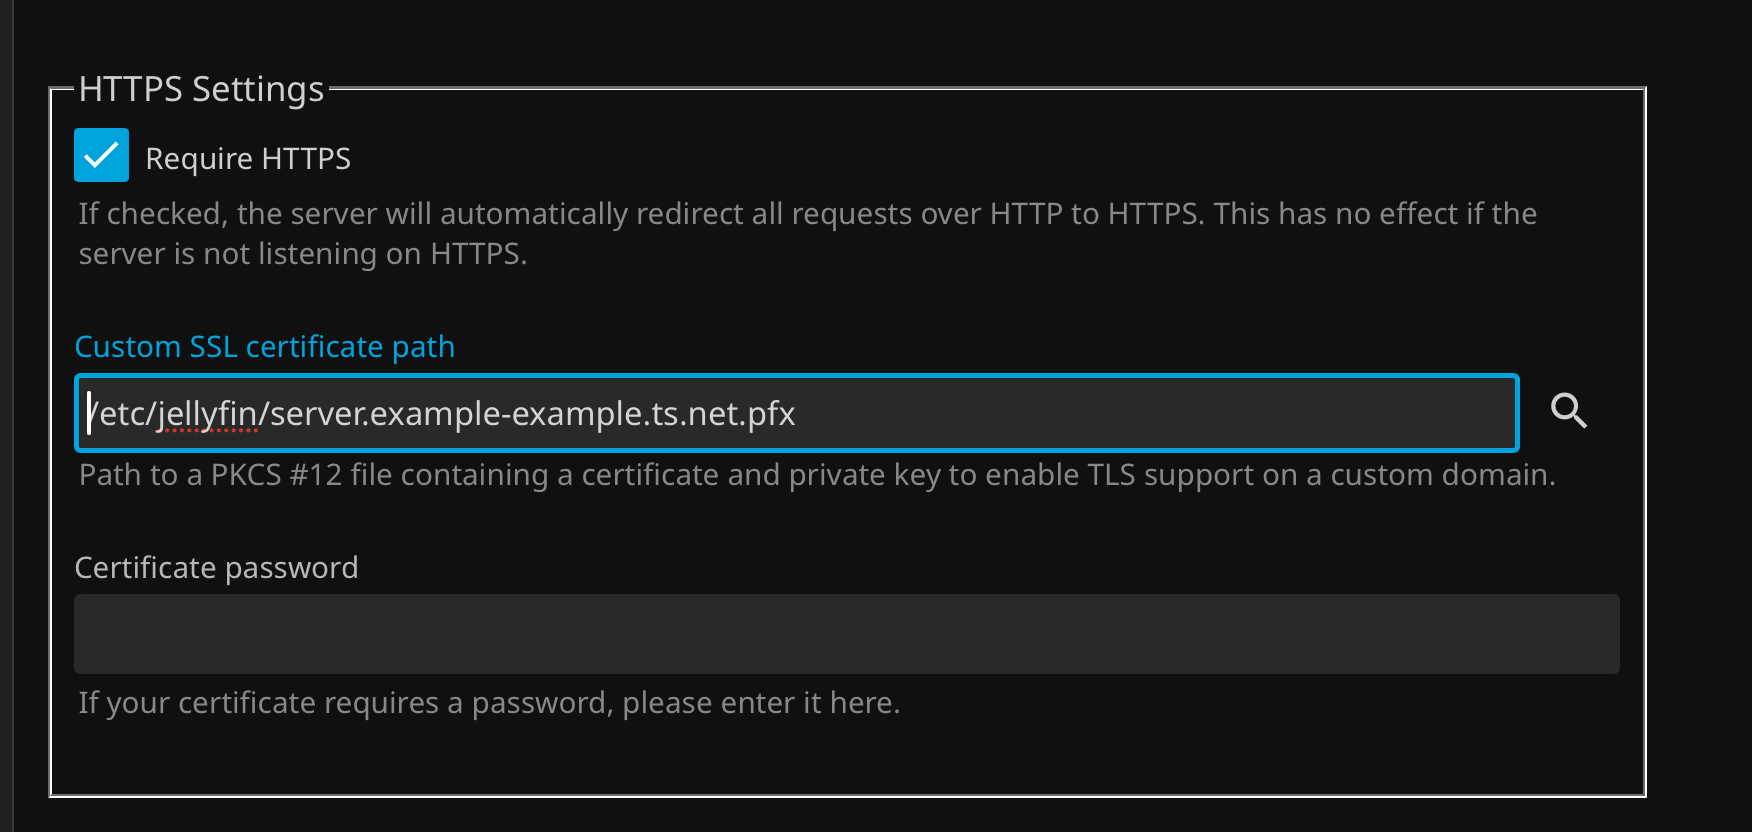 HTTPS Settings
Require HTTPS
If checked, the server will automatically redirect all requests over HTTP to HTTPS. This has no effect if the
server is not listening on HTTPS.
Custom SSL certificate path
/etc/jellyfin/server.example-example.ts.net.pfx
Path to a PKCS #12 file containing a certificate and private key to enable TLS support on a custom domain.
Certificate password
If your certificate requires a password, please enter it here.